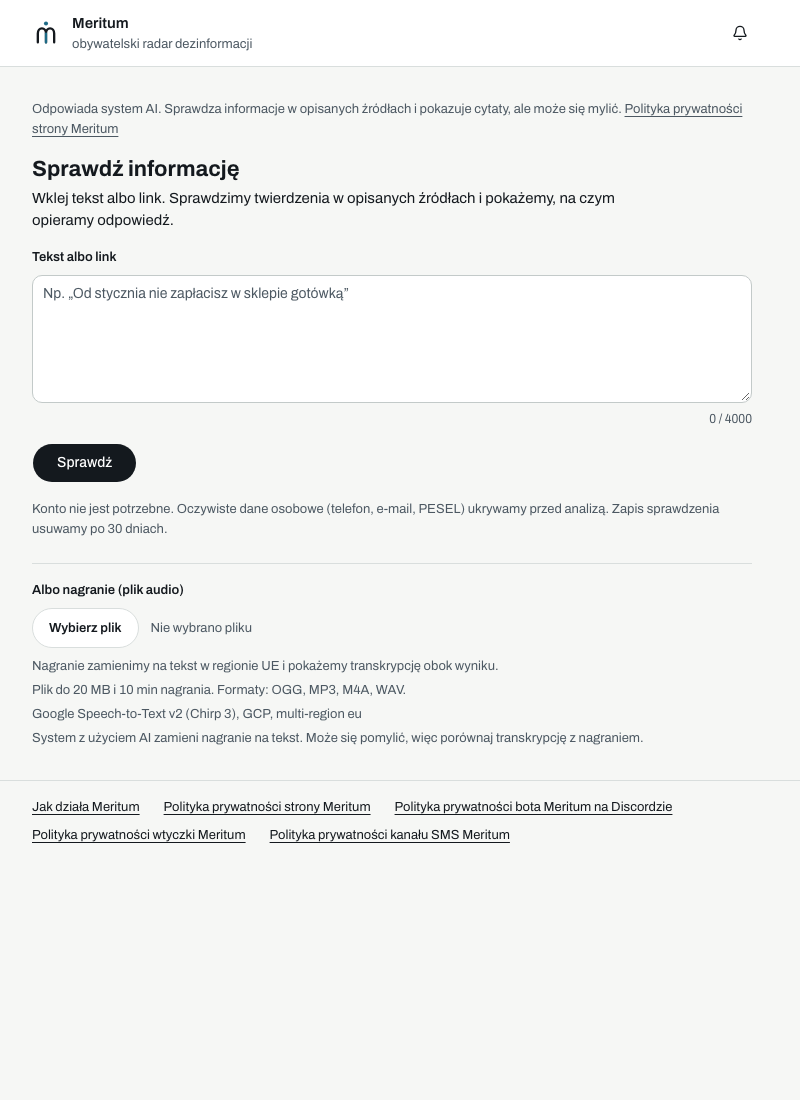 Meritum
obywatelski radar dezinformacji
Odpowiada system AI. Sprawdza informacje w opisanych źródłach i pokazuje cytaty, ale może się mylić. Polityka prywatności
strony Meritum
Sprawdź informację
Wklej tekst albo link. Sprawdzimy twierdzenia w opisanych źródłach i pokażemy, na czym
opieramy odpowiedź.
Tekst albo link
Np. „Od stycznia nie zapłacisz w sklepie gotówką”
0 / 4000
Sprawdź
Konto nie jest potrzebne. Oczywiste dane osobowe (telefon, e-mail, PESEL) ukrywamy przed analizą. Zapis sprawdzenia
usuwamy po 30 dniach.
Albo nagranie (plik audio)
Wybierz plik Nie wybrano pliku
Nagranie zamienimy na tekst w regionie UE i pokażemy transkrypcję obok wyniku.
Plik do 20 MB i 10 min nagrania. Formaty: OGG, MP3, M4A, WAV.
Google Speech-to-Text v2 (Chirp 3), GCP, multi-region eu
System z użyciem AI zamieni nagranie na tekst. Może się pomylić, więc porównaj transkrypcję z nagraniem.
Jak działa Meritum Polityka prywatności strony Meritum Polityka prywatności bota Meritum na Discordzie
Polityka prywatności wtyczki Meritum Polityka prywatności kanału SMS Meritum